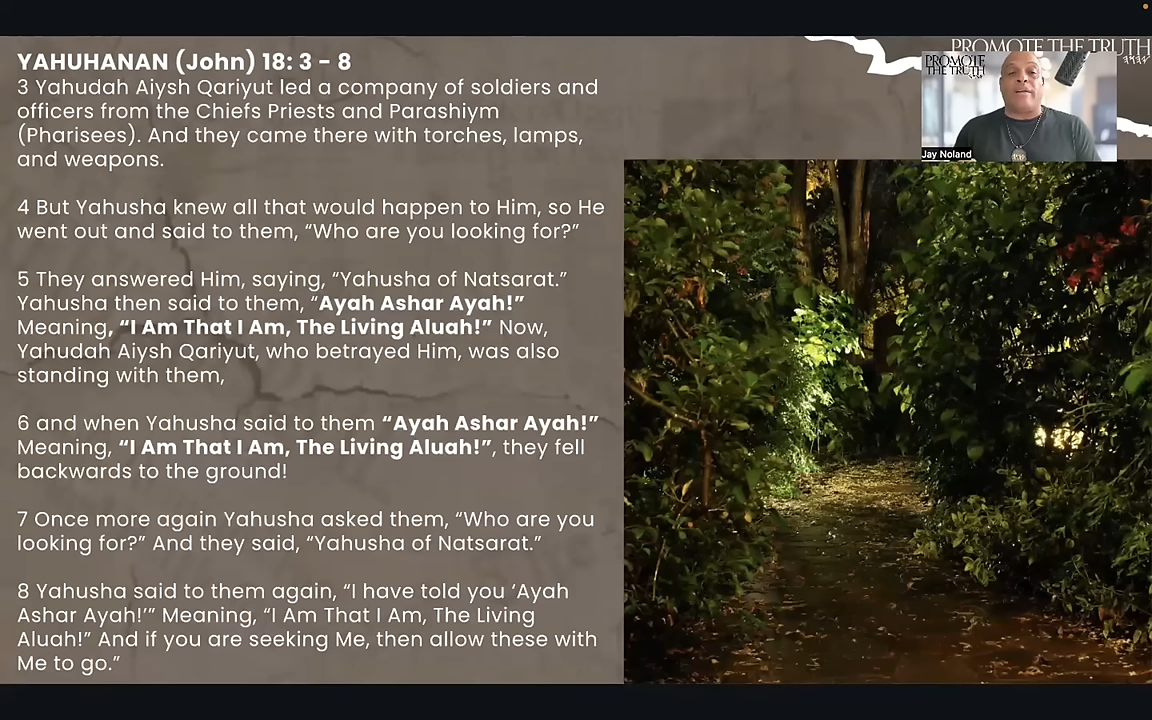 YAHUHANAN (John) 18: 3 - 8
3 Yahudah Aiysh Qariyut led a company of soldiers and
officers from the Chiefs Priests and Parashiym
(Pharisees). And they came there with torches, lamps,
and weapons.
4 But Yahusha knew all that would happen to Him, so He
went out and said to them, “Who are you looking for?”
5 They answered Him, saying, “Yahusha of Natsarat.”
Yahusha then said to them, “Ayah Ashar Ayah!”
Meaning, “I Am That I Am, The Living Aluah!” Now,
Yahudah Aiysh Qariyut, who betrayed Him, was also
standing with them,
6 and when Yahusha said to them “Ayah Ashar Ayah!”
Meaning, “I Am That I Am, The Living Aluah!”, they fell
backwards to the ground!
7 Once more again Yahusha asked them, “Who are you
looking for?” And they said, “Yahusha of Natsarat.”
8 Yahusha said to them again, “I have told you ‘Ayah
Ashar Ayah!’” Meaning, “I Am That I Am, The Living
Aluah!” And if you are seeking Me, then allow these with
Me to go.”
PROMOTE THE TRUTH
PROMOTE
THE TRUTH
Jay Noland